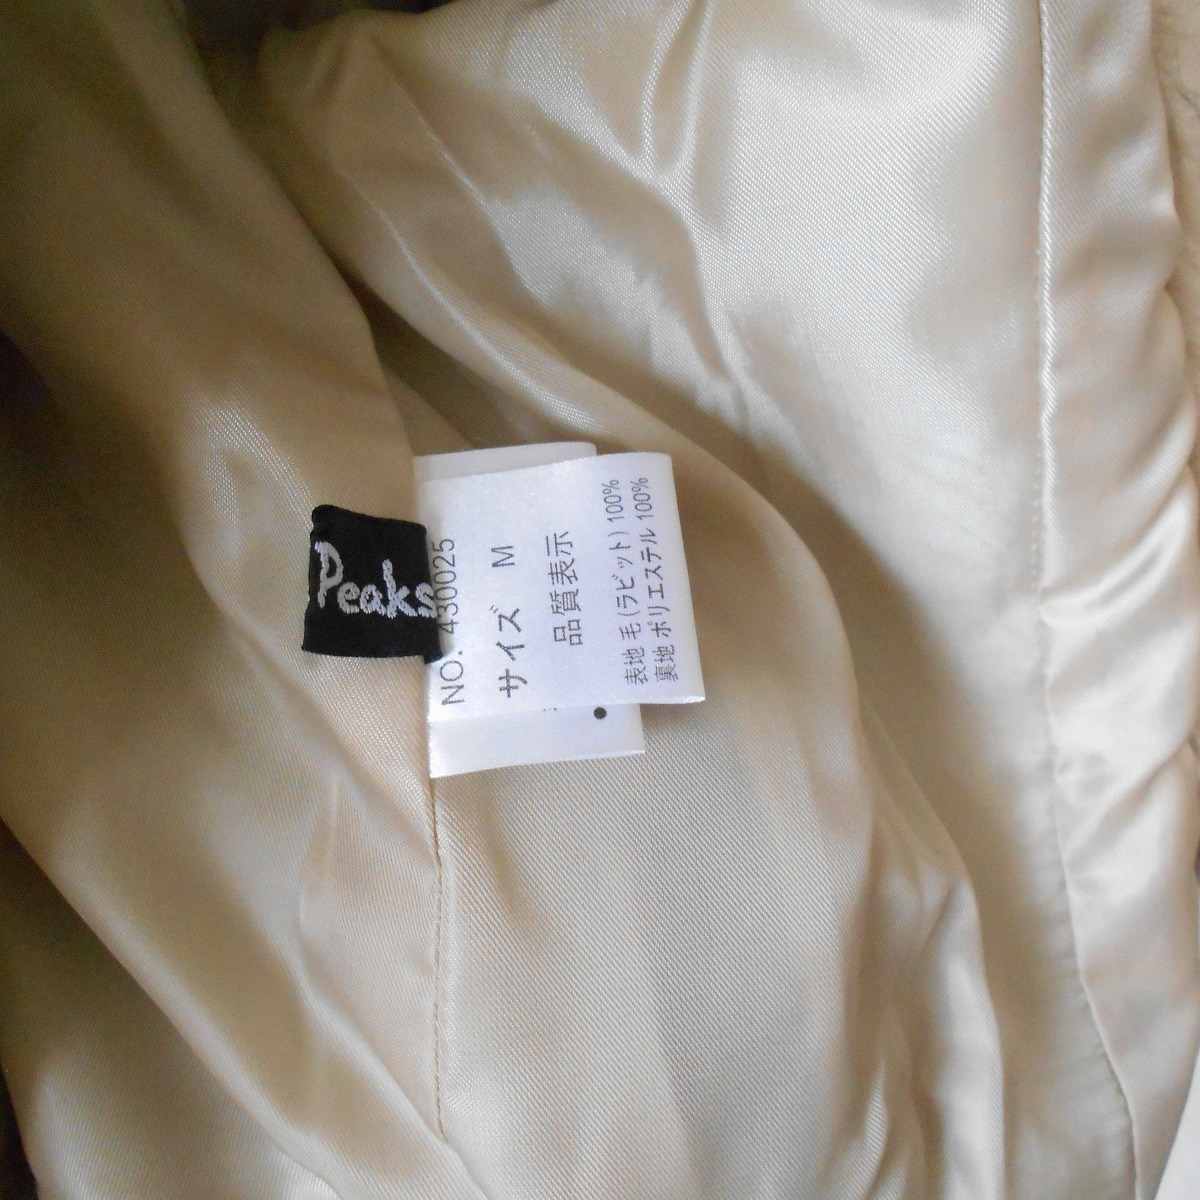 Peaks
NO. 430025
サイズ M
品質表示
表地 毛(ラビット) 100%
裏地 ポリエステル 100%